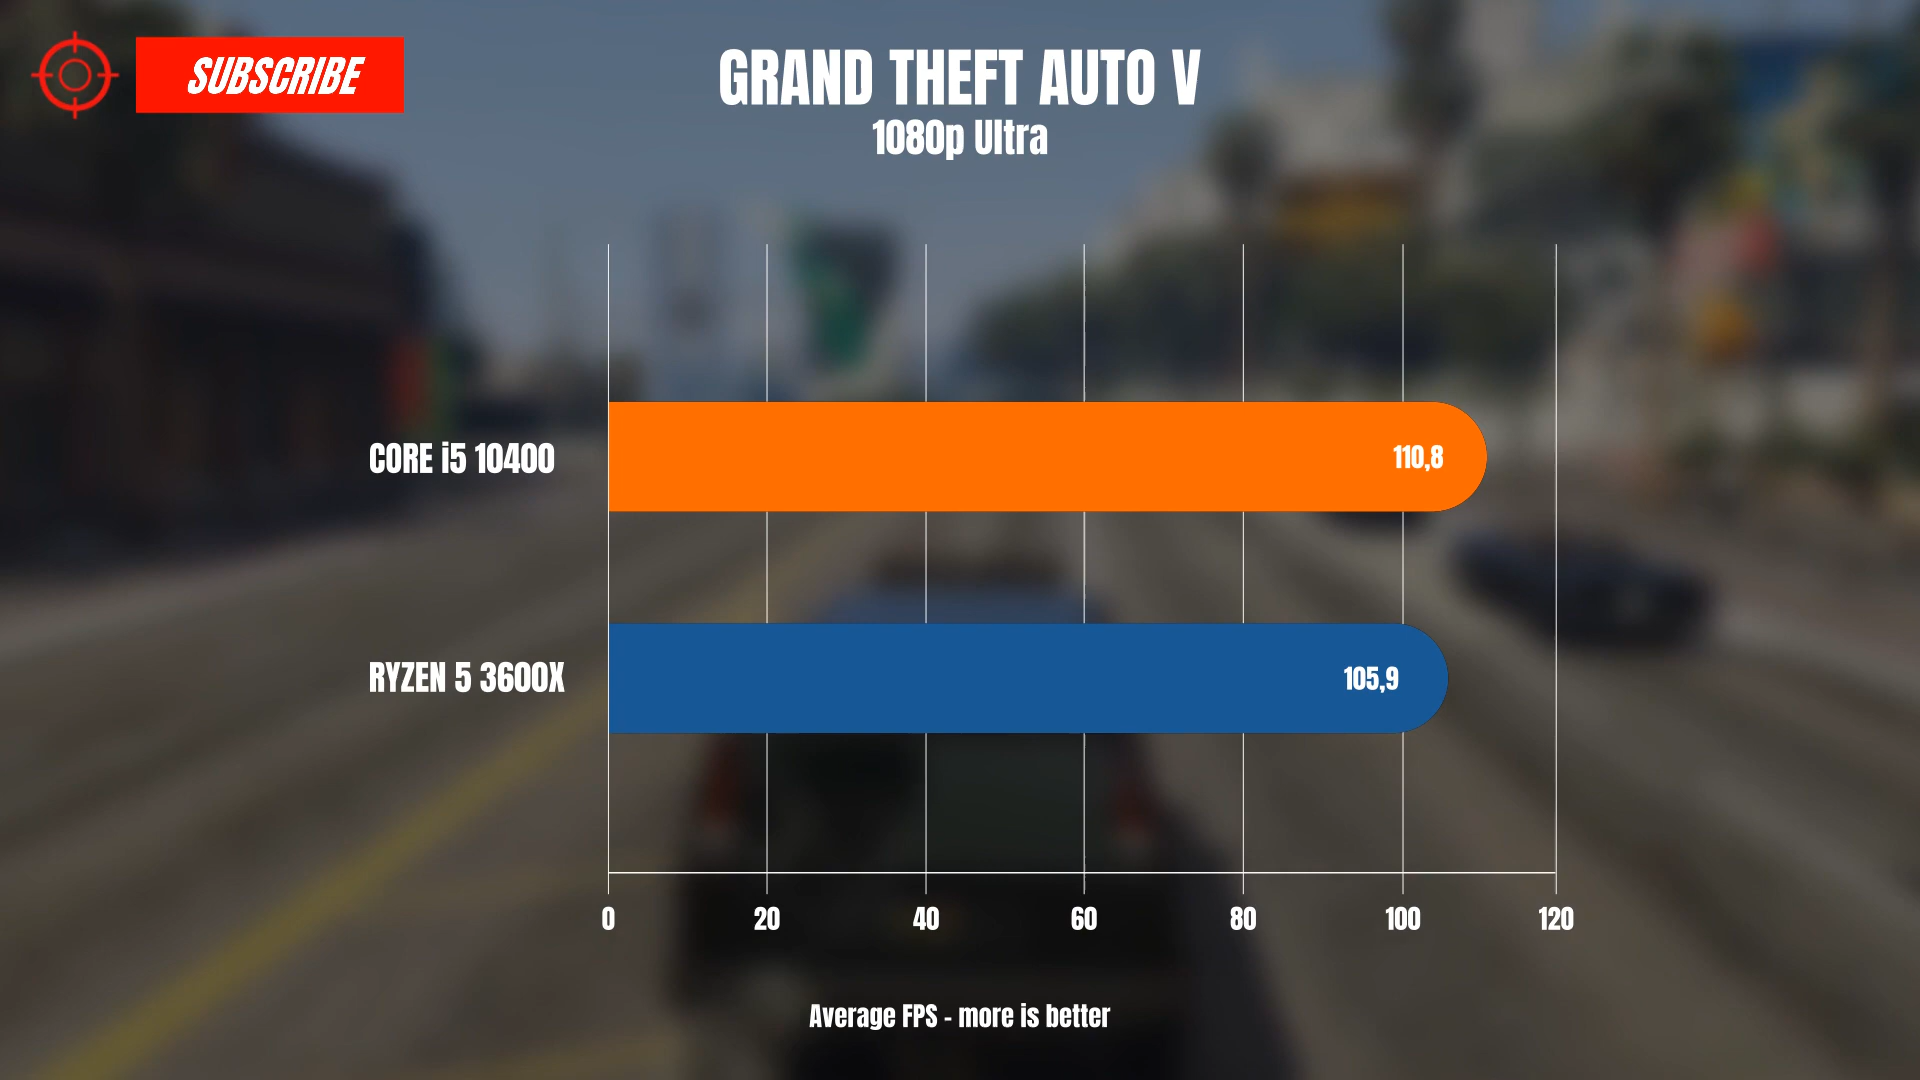 SUBSCRIBE
GRAND THEFT AUTO V
1080p Ultra
CORE i5 10400
110,8
RYZEN 5 3600X
105,9
0 20 40 60 80 100 120
Average FPS - more is better